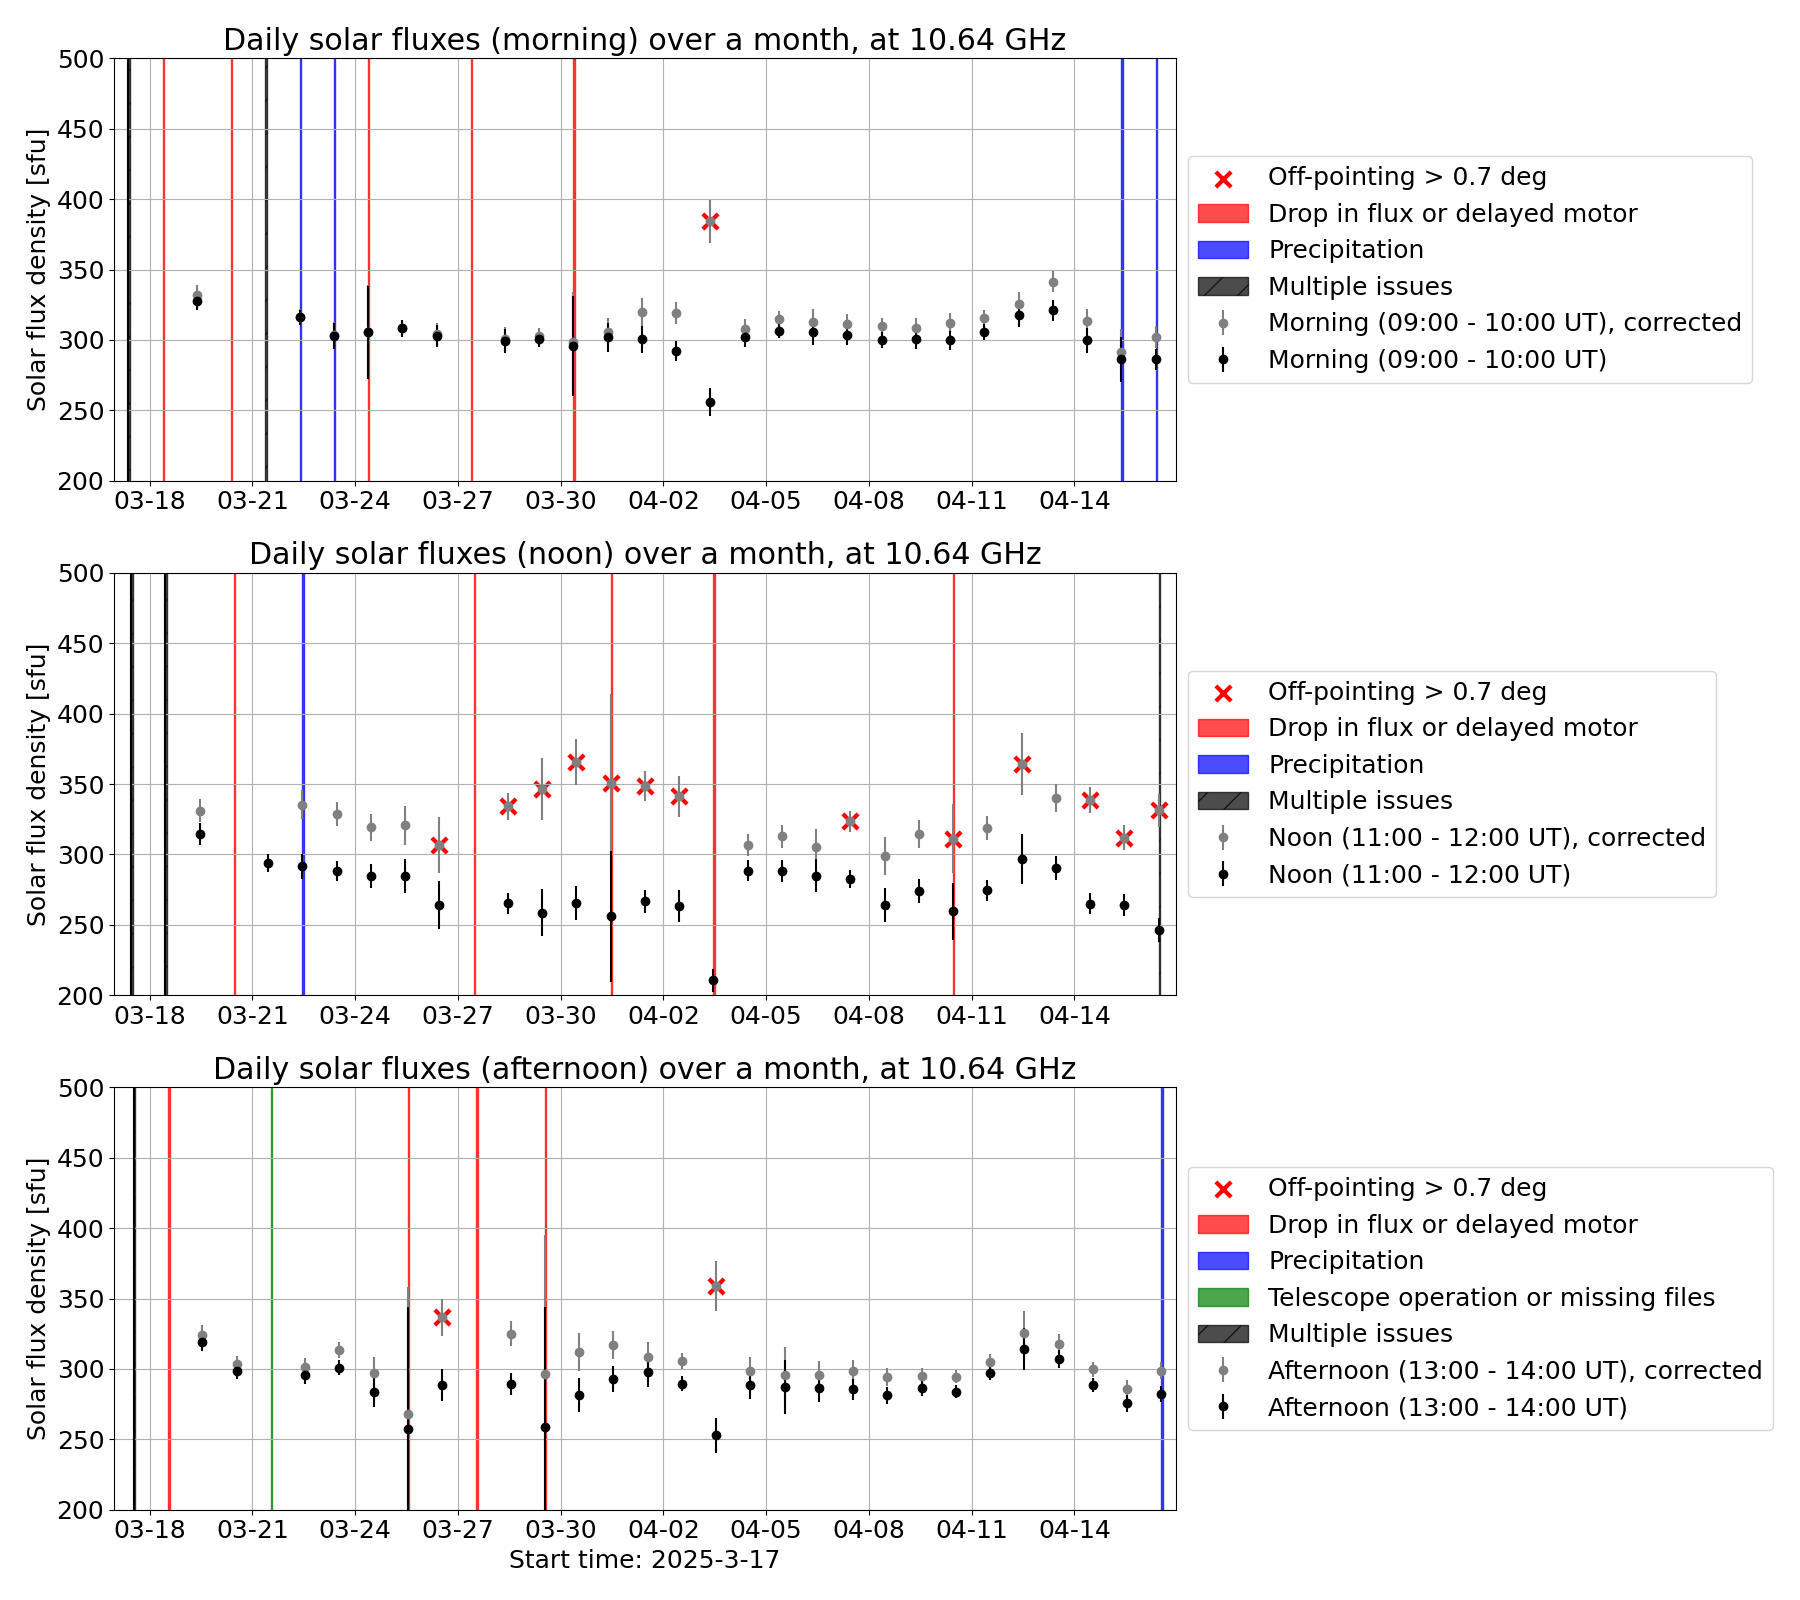 Daily solar fluxes (morning) over a month, at 10.64 GHz
500
450
400
350
300
250
200
Solar flux density [sfu]
03-18 03-21 03-24 03-27 03-30 04-02 04-05 04-08 04-11 04-14
Off-pointing > 0.7 deg
Drop in flux or delayed motor
Precipitation
Multiple issues
Morning (09:00 - 10:00 UT), corrected
Morning (09:00 - 10:00 UT)
Daily solar fluxes (noon) over a month, at 10.64 GHz
500
450
400
350
300
250
200
Solar flux density [sfu]
03-18 03-21 03-24 03-27 03-30 04-02 04-05 04-08 04-11 04-14
Off-pointing > 0.7 deg
Drop in flux or delayed motor
Precipitation
Multiple issues
Noon (11:00 - 12:00 UT), corrected
Noon (11:00 - 12:00 UT)
Daily solar fluxes (afternoon) over a month, at 10.64 GHz
500
450
400
350
300
250
200
Solar flux density [sfu]
03-18 03-21 03-24 03-27 03-30 04-02 04-05 04-08 04-11 04-14
Start time: 2025-3-17
Off-pointing > 0.7 deg
Drop in flux or delayed motor
Precipitation
Telescope operation or missing files
Multiple issues
Afternoon (13:00 - 14:00 UT), corrected
Afternoon (13:00 - 14:00 UT)